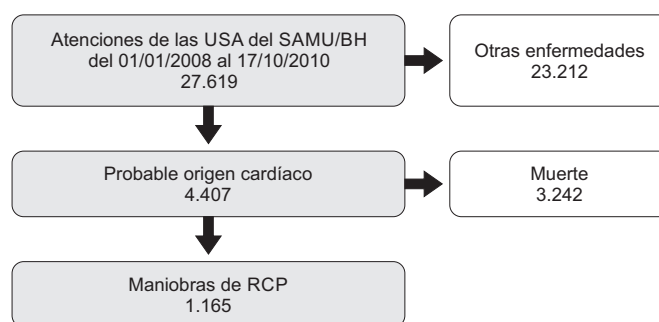 Atenciones de las USA del SAMU/BH
del 01/01/2008 al 17/10/2010
27.619
Otras enfermedades
23.212
Probable origen cardíaco
4.407
Muerte
3.242
Maniobras de RCP
1.165